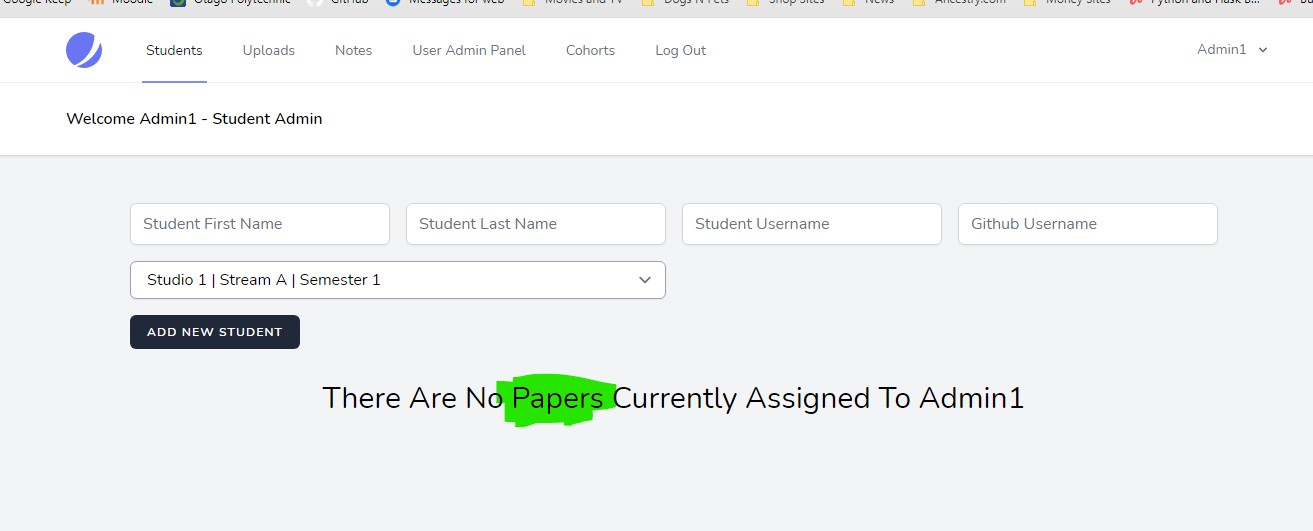 Google Keep Moodle Otago Polytechnic GitHub Messages for web Movies and TV Dogs N Pets Shop Sites News Ancestry.com Money Sites Python and Flask B...
Students Uploads Notes User Admin Panel Cohorts Log Out Admin1
Welcome Admin1 - Student Admin
Student First Name Student Last Name Student Username Github Username
Studio 1 | Stream A | Semester 1
ADD NEW STUDENT
There Are No Papers Currently Assigned To Admin1